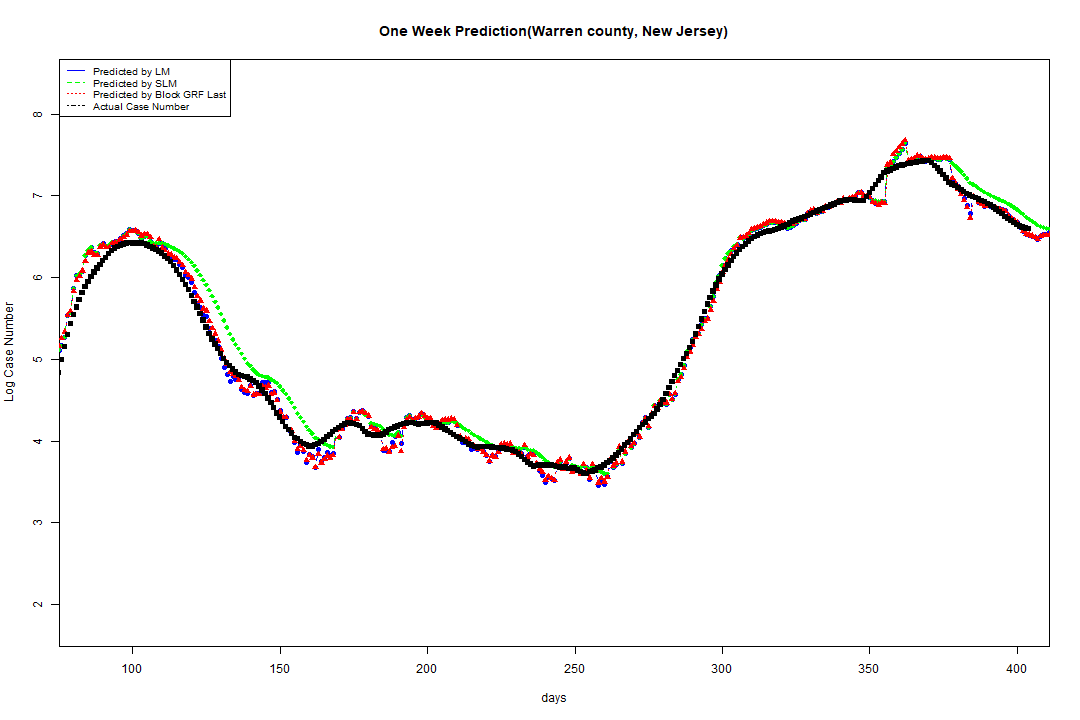 One Week Prediction(Warren county, New Jersey)
Predicted by LM
Predicted by SLM
Predicted by Block GRF Last
Actual Case Number
8
7
6
5
4
3
2
Log Case Number
100 150 200 250 300 350 400
days